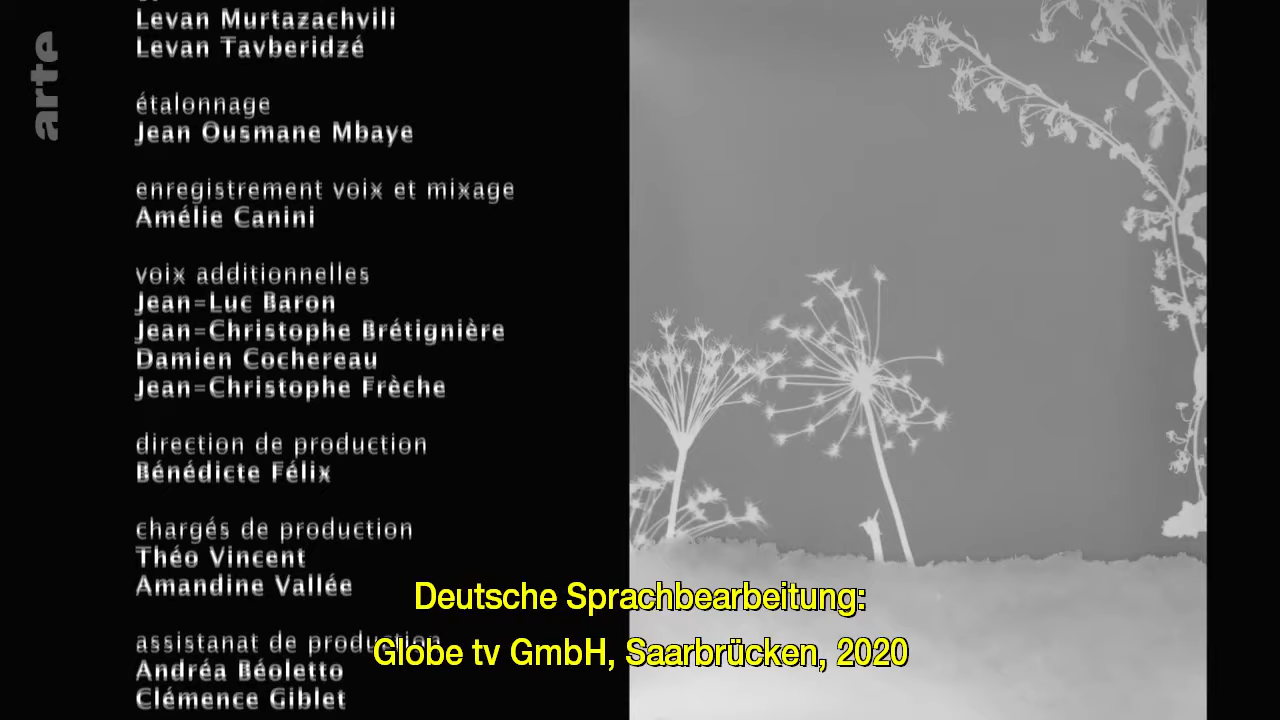 Levan Murtazachvili
Levan Tavberidzé
arte
étalonnage
Jean Ousmane Mbaye
enregistrement voix et mixage
Amélie Canini
voix additionnelles
Jean-Luc Baron
Jean-Christophe Brétignière
Damien Cochereau
Jean-Christophe Frèche
direction de production
Bénédicte Félix
chargés de production
Théo Vincent
Amandine Vallée
assistanat de production
Andréa Béoletto
Clémence Giblet
Deutsche Sprachbearbeitung:
Globe tv GmbH, Saarbrücken, 2020